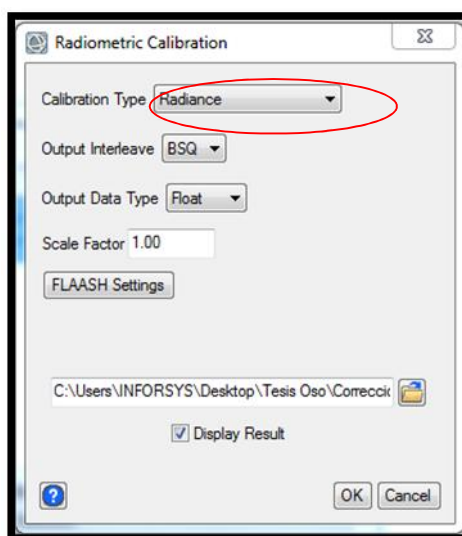 Radiometric Calibration
Calibration Type Radiance
Output Interleave BSQ
Output Data Type Float
Scale Factor 1.00
FLAASH Settings
C:\Users\INFORSYS\Desktop\Tesis Oso\Correcci
Display Result
? OK Cancel